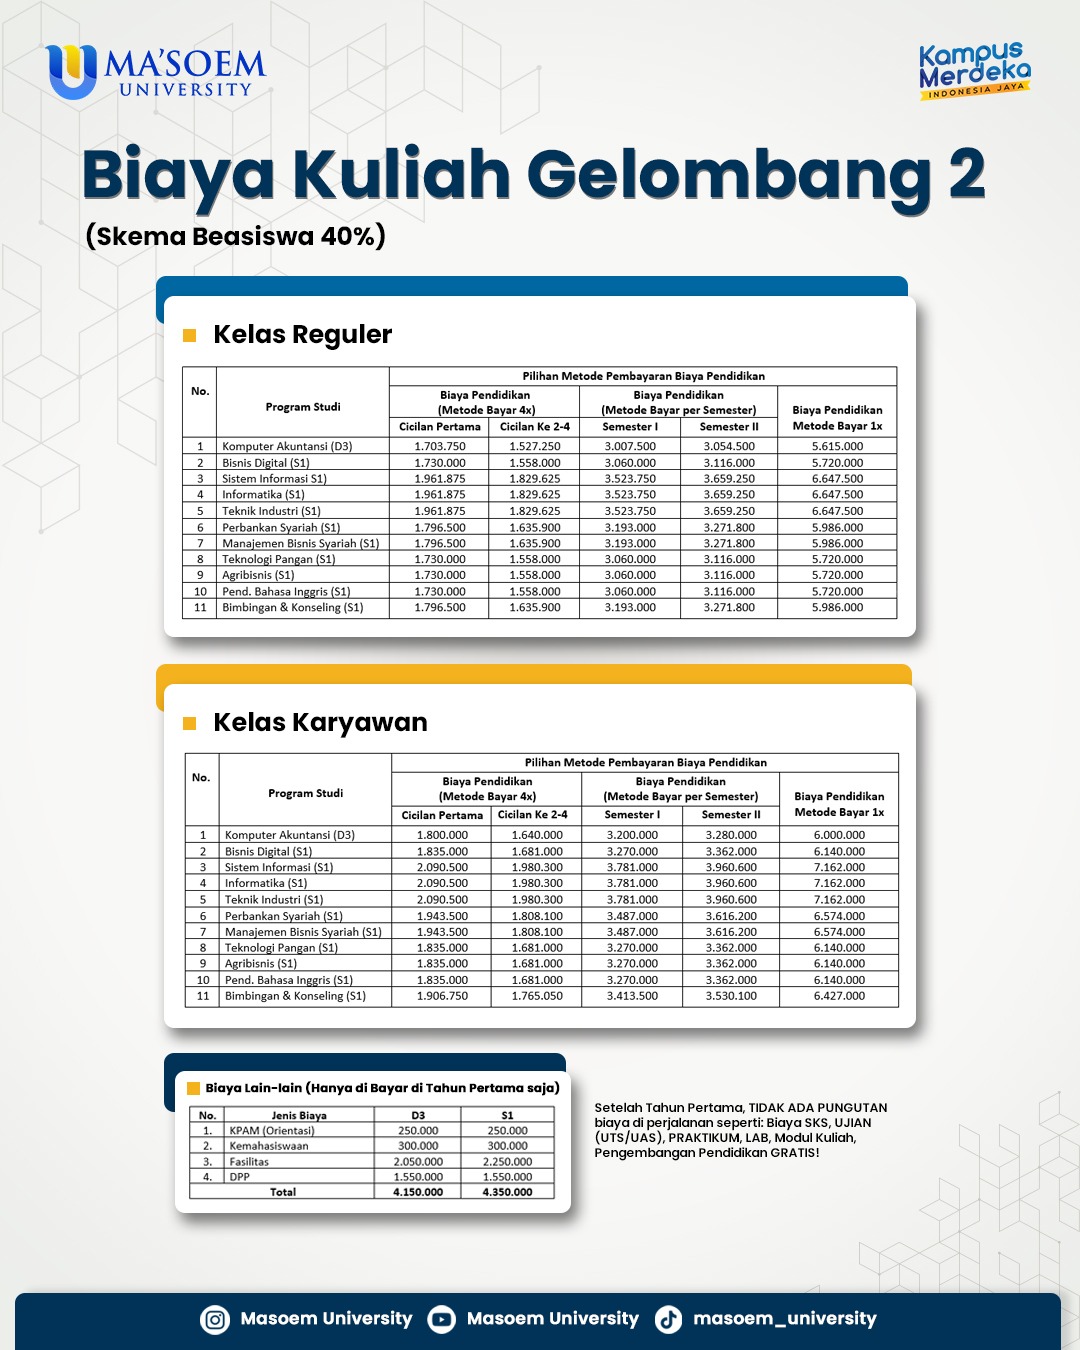 MA'SOEM
UNIVERSITY
Kampus
Merdeka
INDONESIA JAYA
Biaya Kuliah Gelombang 2
(Skema Beasiswa 40%)
Kelas Reguler
No. Program Studi Pilihan Metode Pembayaran Biaya Pendidikan
Biaya Pendidikan (Metode Bayar 4x) Biaya Pendidikan (Metode Bayar per Semester) Biaya Pendidikan Metode Bayar 1x
Cicilan Pertama Cicilan Ke 2-4 Semester I Semester II
1 Komputer Akuntansi (D3) 1.703.750 1.527.250 3.007.500 3.054.500 5.615.000
2 Bisnis Digital (S1) 1.730.000 1.558.000 3.060.000 3.116.000 5.720.000
3 Sistem Informasi S1) 1.961.875 1.829.625 3.523.750 3.659.250 6.647.500
4 Informatika (S1) 1.961.875 1.829.625 3.523.750 3.659.250 6.647.500
5 Teknik Industri (S1) 1.961.875 1.829.625 3.523.750 3.659.250 6.647.500
6 Perbankan Syariah (S1) 1.796.500 1.635.900 3.193.000 3.271.800 5.986.000
7 Manajemen Bisnis Syariah (S1) 1.796.500 1.635.900 3.193.000 3.271.800 5.986.000
8 Teknologi Pangan (S1) 1.730.000 1.558.000 3.060.000 3.116.000 5.720.000
9 Agribisnis (S1) 1.730.000 1.558.000 3.060.000 3.116.000 5.720.000
10 Pend. Bahasa Inggris (S1) 1.730.000 1.558.000 3.060.000 3.116.000 5.720.000
11 Bimbingan & Konseling (S1) 1.796.500 1.635.900 3.193.000 3.271.800 5.986.000
Kelas Karyawan
No. Program Studi Pilihan Metode Pembayaran Biaya Pendidikan
Biaya Pendidikan (Metode Bayar 4x) Biaya Pendidikan (Metode Bayar per Semester) Biaya Pendidikan Metode Bayar 1x
Cicilan Pertama Cicilan Ke 2-4 Semester I Semester II
1 Komputer Akuntansi (D3) 1.800.000 1.640.000 3.200.000 3.280.000 6.000.000
2 Bisnis Digital (S1) 1.835.000 1.681.000 3.270.000 3.362.000 6.140.000
3 Sistem Informasi (S1) 2.090.500 1.980.300 3.781.000 3.960.600 7.162.000
4 Informatika (S1) 2.090.500 1.980.300 3.781.000 3.960.600 7.162.000
5 Teknik Industri (S1) 2.090.500 1.980.300 3.781.000 3.960.600 7.162.000
6 Perbankan Syariah (S1) 1.943.500 1.808.100 3.487.000 3.616.200 6.574.000
7 Manajemen Bisnis Syariah (S1) 1.943.500 1.808.100 3.487.000 3.616.200 6.574.000
8 Teknologi Pangan (S1) 1.835.000 1.681.000 3.270.000 3.362.000 6.140.000
9 Agribisnis (S1) 1.835.000 1.681.000 3.270.000 3.362.000 6.140.000
10 Pend. Bahasa Inggris (S1) 1.835.000 1.681.000 3.270.000 3.362.000 6.140.000
11 Bimbingan & Konseling (S1) 1.906.750 1.765.050 3.413.500 3.530.100 6.427.000
Biaya Lain-lain (Hanya di Bayar di Tahun Pertama saja)
No. Jenis Biaya D3 S1
1. KPAM (Orientasi) 250.000 250.000
2. Kemahasiswaan 300.000 300.000
3. Fasilitas 2.050.000 2.250.000
4. DPP 1.550.000 1.550.000
Total 4.150.000 4.350.000
Setelah Tahun Pertama, TIDAK ADA PUNGUTAN
biaya di perjalanan seperti: Biaya SKS, UJIAN
(UTS/UAS), PRAKTIKUM, LAB, Modul Kuliah,
Pengembangan Pendidikan GRATIS!
Masoem University Masoem University masoem_university